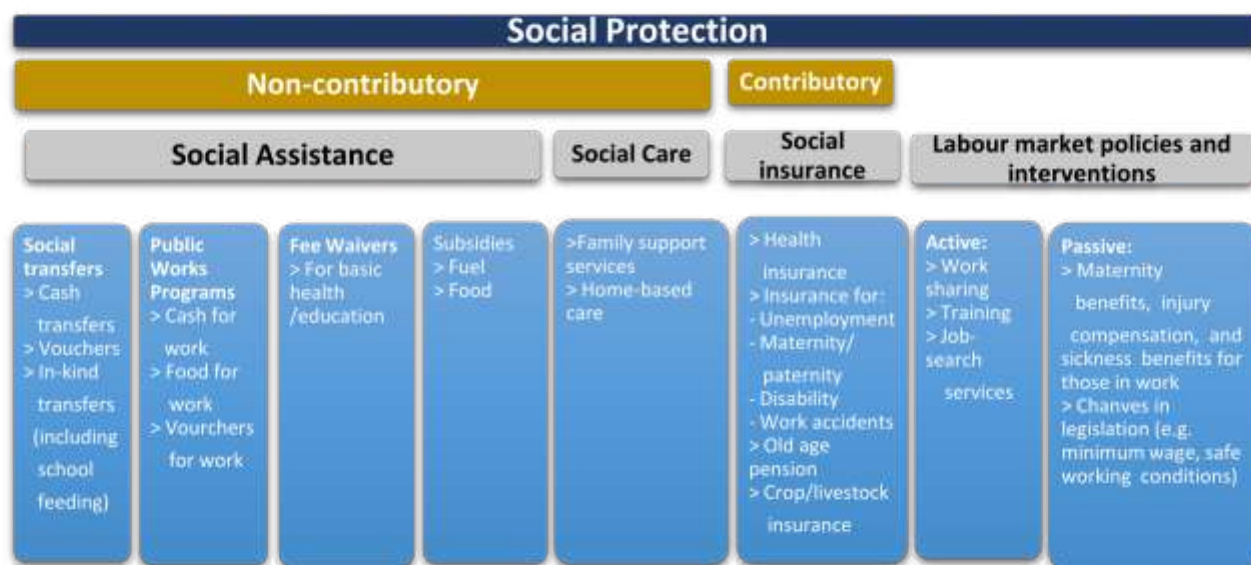 Social Protection
Non-contributory
Contributory
Social Assistance
Social Care
Social
insurance
Labour market policies and
interventions
Social
transfers
> Cash
transfers
> Vouchers
> In-kind
transfers
(including
school
feeding)
Public
Works
Programs
> Cash for
work
> Food for
work
> Vourchers
for work
Fee Waivers
> For basic
health
/education
Subsidies
> Fuel
> Food
>Family support
services
> Home-based
care
> Health
insurance
> Insurance for:
- Unemployment
- Maternity/
paternity
- Disability
- Work accidents
> Old age
pension
> Crop/livestock
insurance
Active:
> Work
sharing
> Training
> Job-
search
services
Passive:
> Maternity
benefits, injury
compensation, and
sickness benefits for
those in work
> Chanves in
legislation (e.g.
minimum wage, safe
working conditions)